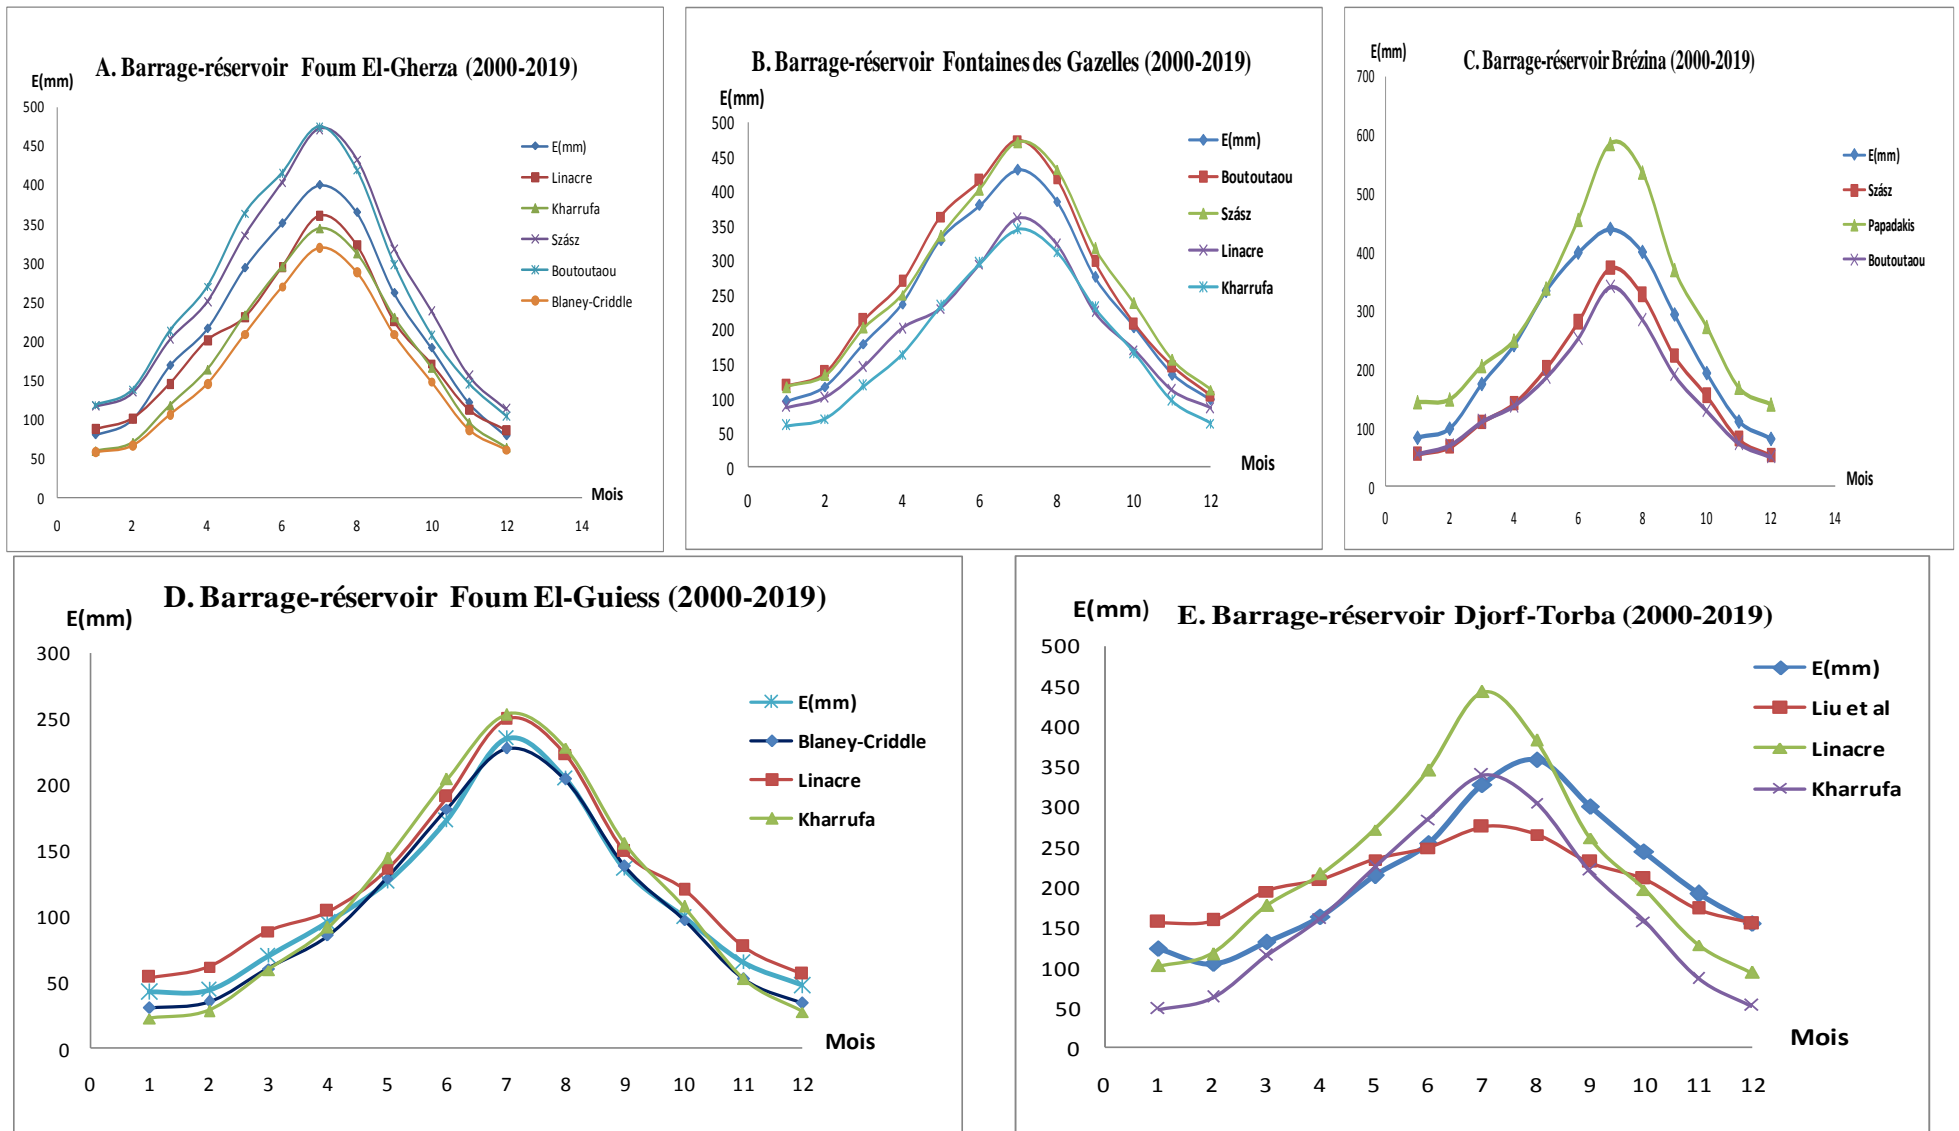 A. Barrage-réservoir Foum El-Gherza (2000-2019)
E(mm)
500
450
400
350
300
250
200
150
100
50
0
0 2 4 6 8 10 12 14
Mois
E(mm)
Linacre
Kharrufa
Szász
Boutoutaou
Blaney-Criddle
B. Barrage-réservoir Fontaines des Gazelles (2000-2019)
E(mm)
500
450
400
350
300
250
200
150
100
50
0
0 2 4 6 8 10 12
Mois
E(mm)
Boutoutaou
Szász
Linacre
Kharrufa
C. Barrage-réservoir Brézina (2000-2019)
E(mm)
700
600
500
400
300
200
100
0
0 2 4 6 8 10 12 14
Mois
E(mm)
Szász
Papadakis
Boutoutaou
D. Barrage-réservoir Foum El-Guiess (2000-2019)
E(mm)
300
250
200
150
100
50
0
0 1 2 3 4 5 6 7 8 9 10 11 12
Mois
E(mm)
Blaney-Criddle
Linacre
Kharrufa
E. Barrage-réservoir Djorf-Torba (2000-2019)
E(mm)
500
450
400
350
300
250
200
150
100
50
0
0 1 2 3 4 5 6 7 8 9 10 11 12
Mois
E(mm)
Liu et al
Linacre
Kharrufa